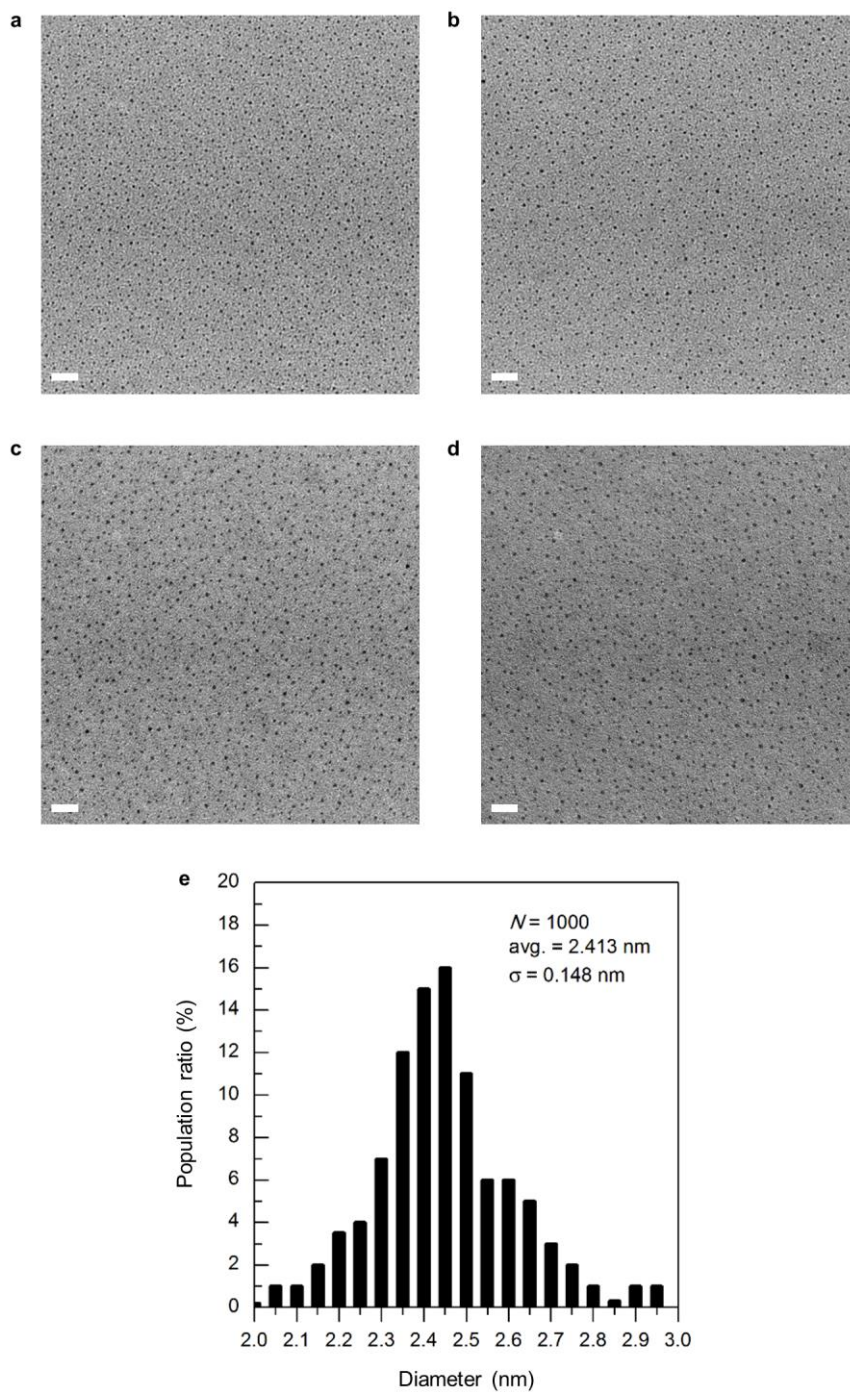 a
b
c
d
e
20
18
16
14
12
10
8
6
4
2
0
Population ratio (%)
N = 1000
avg. = 2.413 nm
σ = 0.148 nm
2.0 2.1 2.2 2.3 2.4 2.5 2.6 2.7 2.8 2.9 3.0
Diameter (nm)